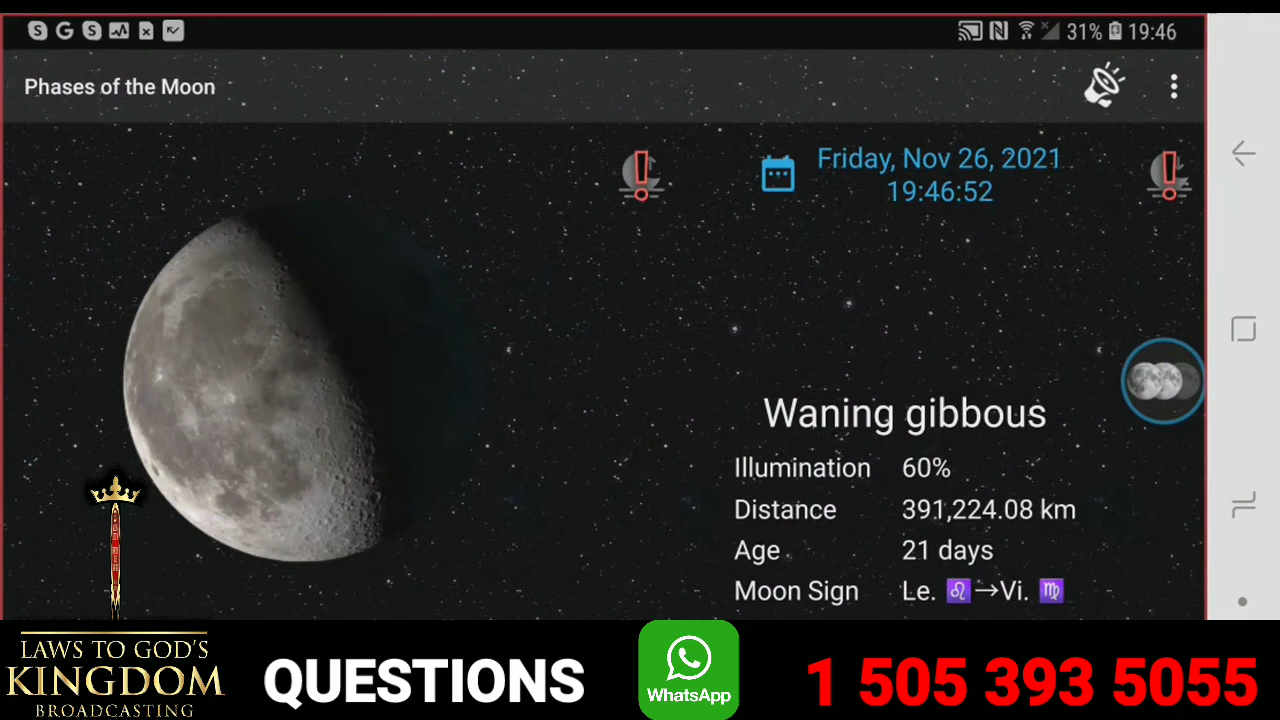 31% 19:46
Phases of the Moon
Friday, Nov 26, 2021
19:46:52
Waning gibbous
Illumination 60%
Distance 391,224.08 km
Age 21 days
Moon Sign Le. ♌→Vi. ♍
LAWS TO GOD'S
KINGDOM
BROADCASTING
QUESTIONS
WhatsApp
1 505 393 5055